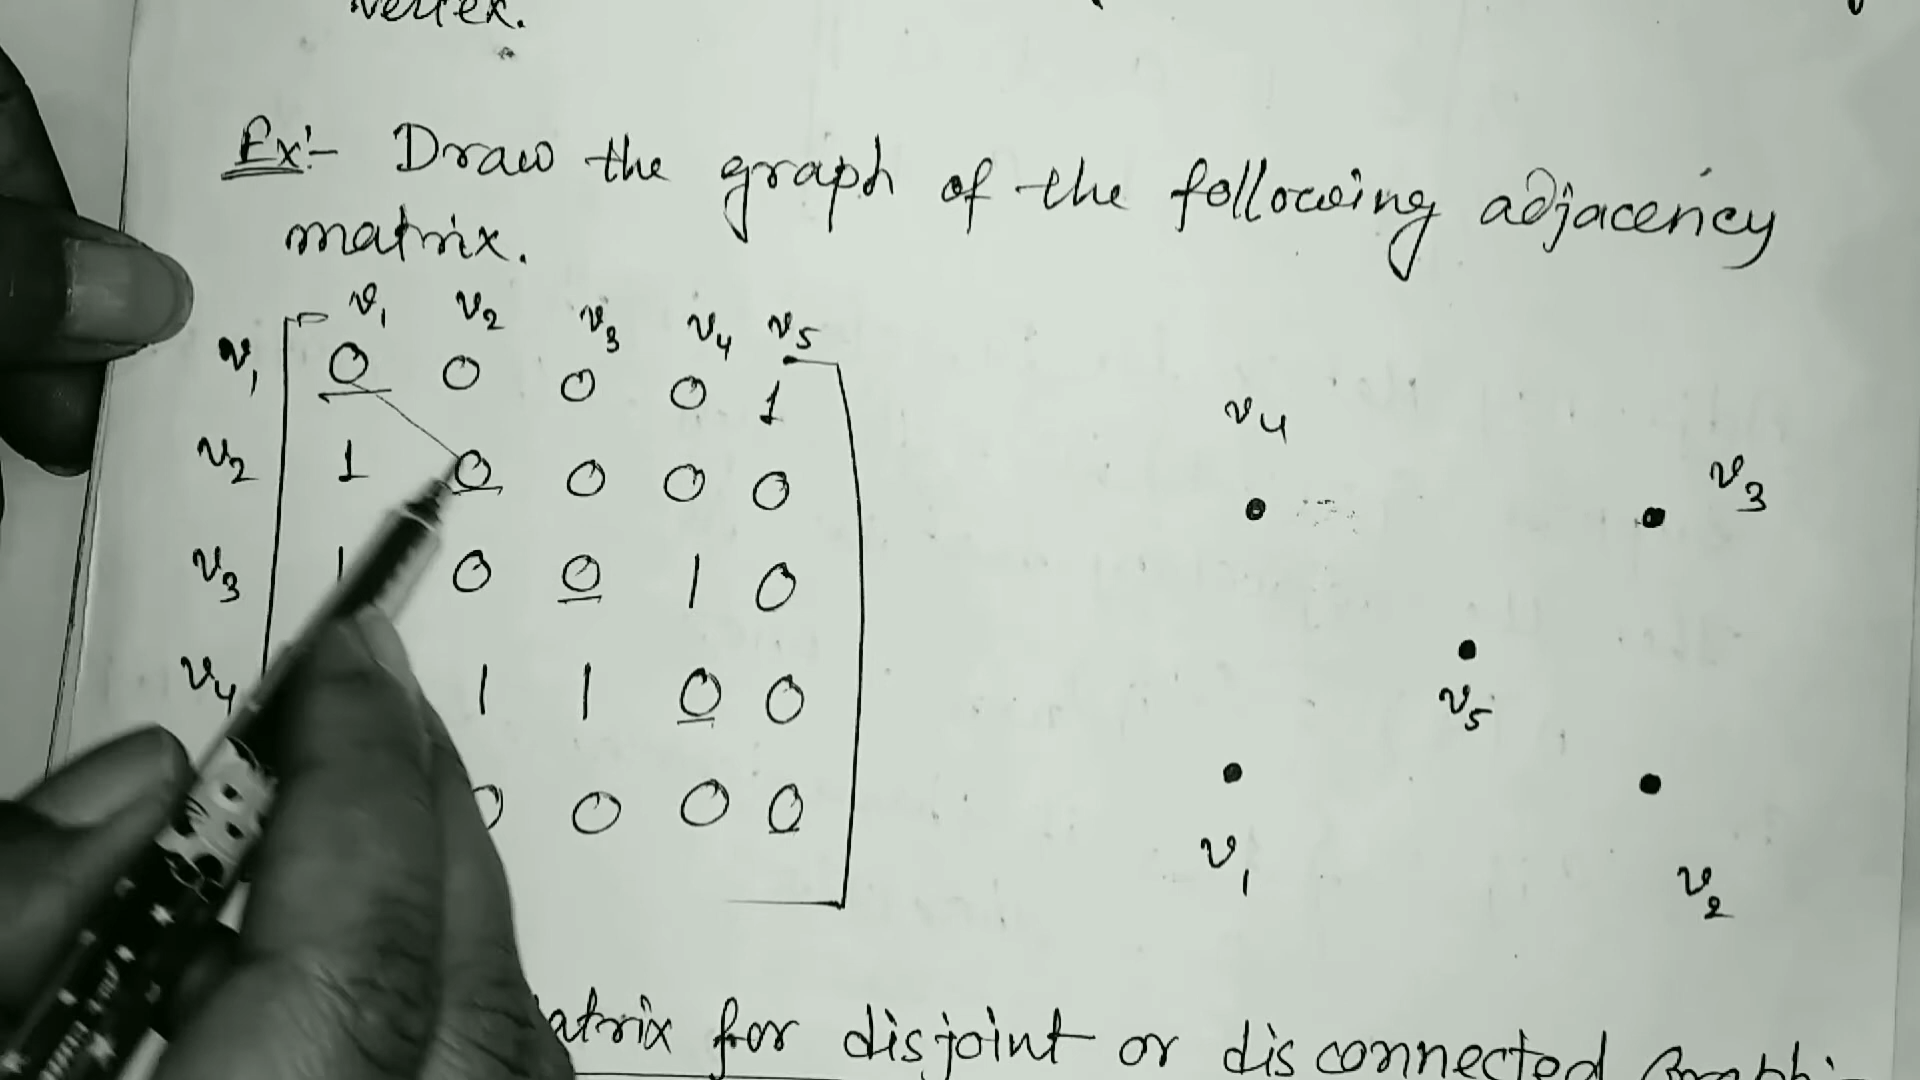 vertex.
Ex:- Draw the graph of the following adjacency
matrix.
v1 v2 v3 v4 v5
v1 0 0 0 0 1
v2 1 0 0 0 0
v3 1 0 0 1 0
v4 1 1 0 0
0 0 0 0
v4
v3
v5
v1
v2
for disjoint or disconnected